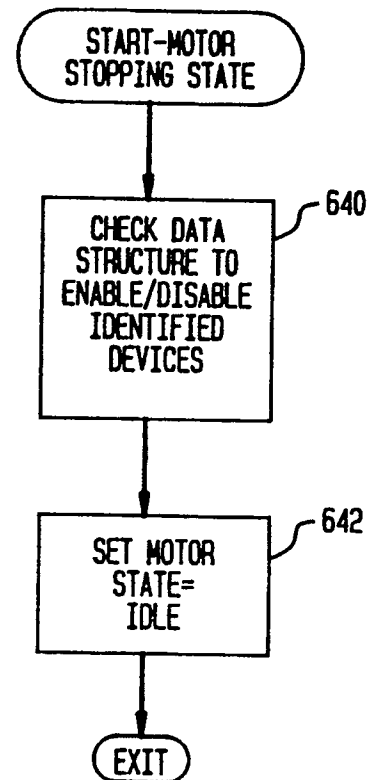 START-MOTOR
STOPPING STATE
640
CHECK DATA
STRUCTURE TO
ENABLE/DISABLE
IDENTIFIED
DEVICES
642
SET MOTOR
STATE=
IDLE
EXIT